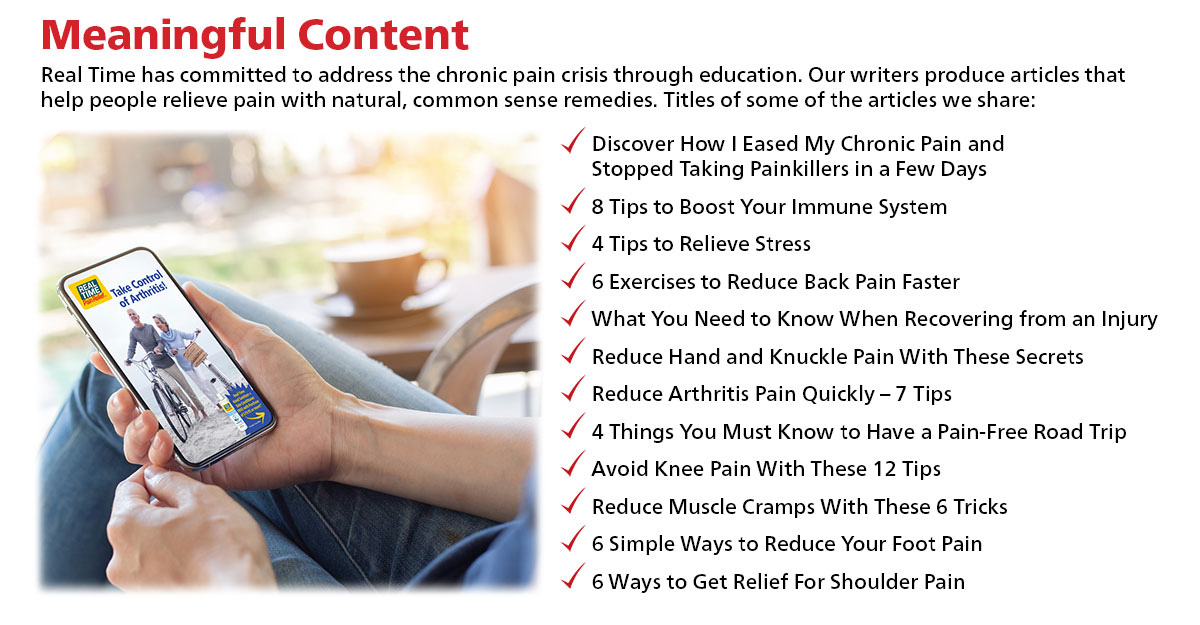 Meaningful Content
Real Time has committed to address the chronic pain crisis through education. Our writers produce articles that
help people relieve pain with natural, common sense remedies. Titles of some of the articles we share:
REAL
TIME
Take Control
of Arthritis!
Discover How I Eased My Chronic Pain and
Stopped Taking Painkillers in a Few Days
8 Tips to Boost Your Immune System
4 Tips to Relieve Stress
6 Exercises to Reduce Back Pain Faster
What You Need to Know When Recovering from an Injury
Reduce Hand and Knuckle Pain With These Secrets
Reduce Arthritis Pain Quickly – 7 Tips
4 Things You Must Know to Have a Pain-Free Road Trip
Avoid Knee Pain With These 12 Tips
Reduce Muscle Cramps With These 6 Tricks
6 Simple Ways to Reduce Your Foot Pain
6 Ways to Get Relief For Shoulder Pain